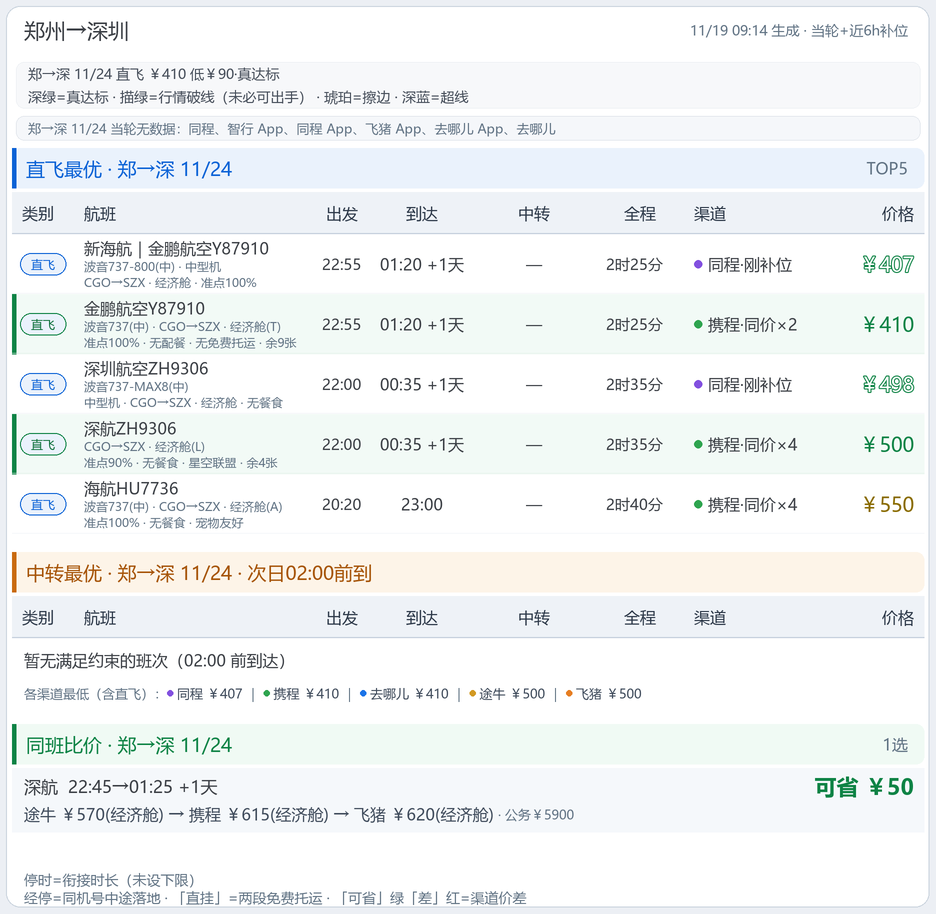 郑州→深圳
11/19 09:14 生成 · 当轮+近6h补位
郑→深 11/24 直飞 ¥410 低¥90·真达标
深绿=真达标 · 描绿=行情破线（未必可出手） · 琥珀=擦边 · 深蓝=超线
郑→深 11/24 当轮无数据：同程、智行 App、同程 App、飞猪 App、去哪儿 App、去哪儿
直飞最优 · 郑→深 11/24 TOP5
类别 航班 出发 到达 中转 全程 渠道 价格
新海航｜金鹏航空Y87910
波音737-800(中) · 中型机
CGO→SZX · 经济舱 · 准点100%
直飞 22:55 01:20 +1天 — 2时25分 同程·刚补位 ¥407
金鹏航空Y87910
波音737(中) · CGO→SZX · 经济舱(T)
准点100% · 无配餐 · 无免费托运 · 余9张
直飞 22:55 01:20 +1天 — 2时25分 携程·同价×2 ¥410
深圳航空ZH9306
波音737-MAX8(中)
中型机 · CGO→SZX · 经济舱 · 无餐食
直飞 22:00 00:35 +1天 — 2时35分 同程·刚补位 ¥498
深航ZH9306
CGO→SZX · 经济舱(L)
准点90% · 无餐食 · 星空联盟 · 余4张
直飞 22:00 00:35 +1天 — 2时35分 携程·同价×4 ¥500
海航HU7736
波音737(中) · CGO→SZX · 经济舱(A)
准点100% · 无餐食 · 宠物友好
直飞 20:20 23:00 — 2时40分 携程·同价×4 ¥550
中转最优 · 郑→深 11/24 · 次日02:00前到
类别 航班 出发 到达 中转 全程 渠道 价格
暂无满足约束的班次（02:00 前到达）
各渠道最低（含直飞）: 同程 ¥407 | 携程 ¥410 | 去哪儿 ¥410 | 途牛 ¥500 | 飞猪 ¥500
同班比价 · 郑→深 11/24 1选
深航 22:45→01:25 +1天 可省 ¥50
途牛 ¥570(经济舱) → 携程 ¥615(经济舱) → 飞猪 ¥620(经济舱) · 公务¥5900
停时=衔接时长（未设下限）
经停=同机号中途落地 · 「直挂」=两段免费托运 · 「可省」绿「差」红=渠道价差